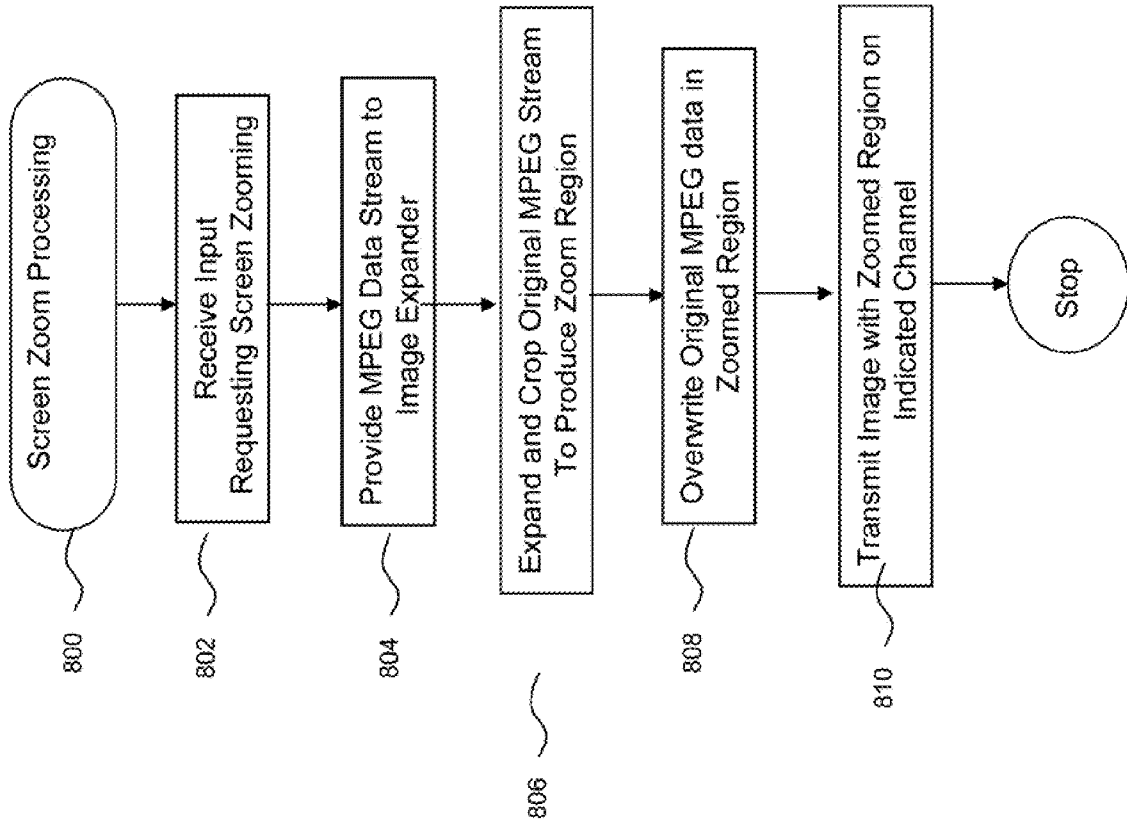 Screen Zoom Processing
800
Receive Input
Requesting Screen Zooming
802
Provide MPEG Data Stream to
Image Expander
804
Expand and Crop Original MPEG Stream
To Produce Zoom Region
806
Overwrite Original MPEG data in
Zoomed Region
808
Transmit Image with Zoomed Region on
Indicated Channel
810
Stop